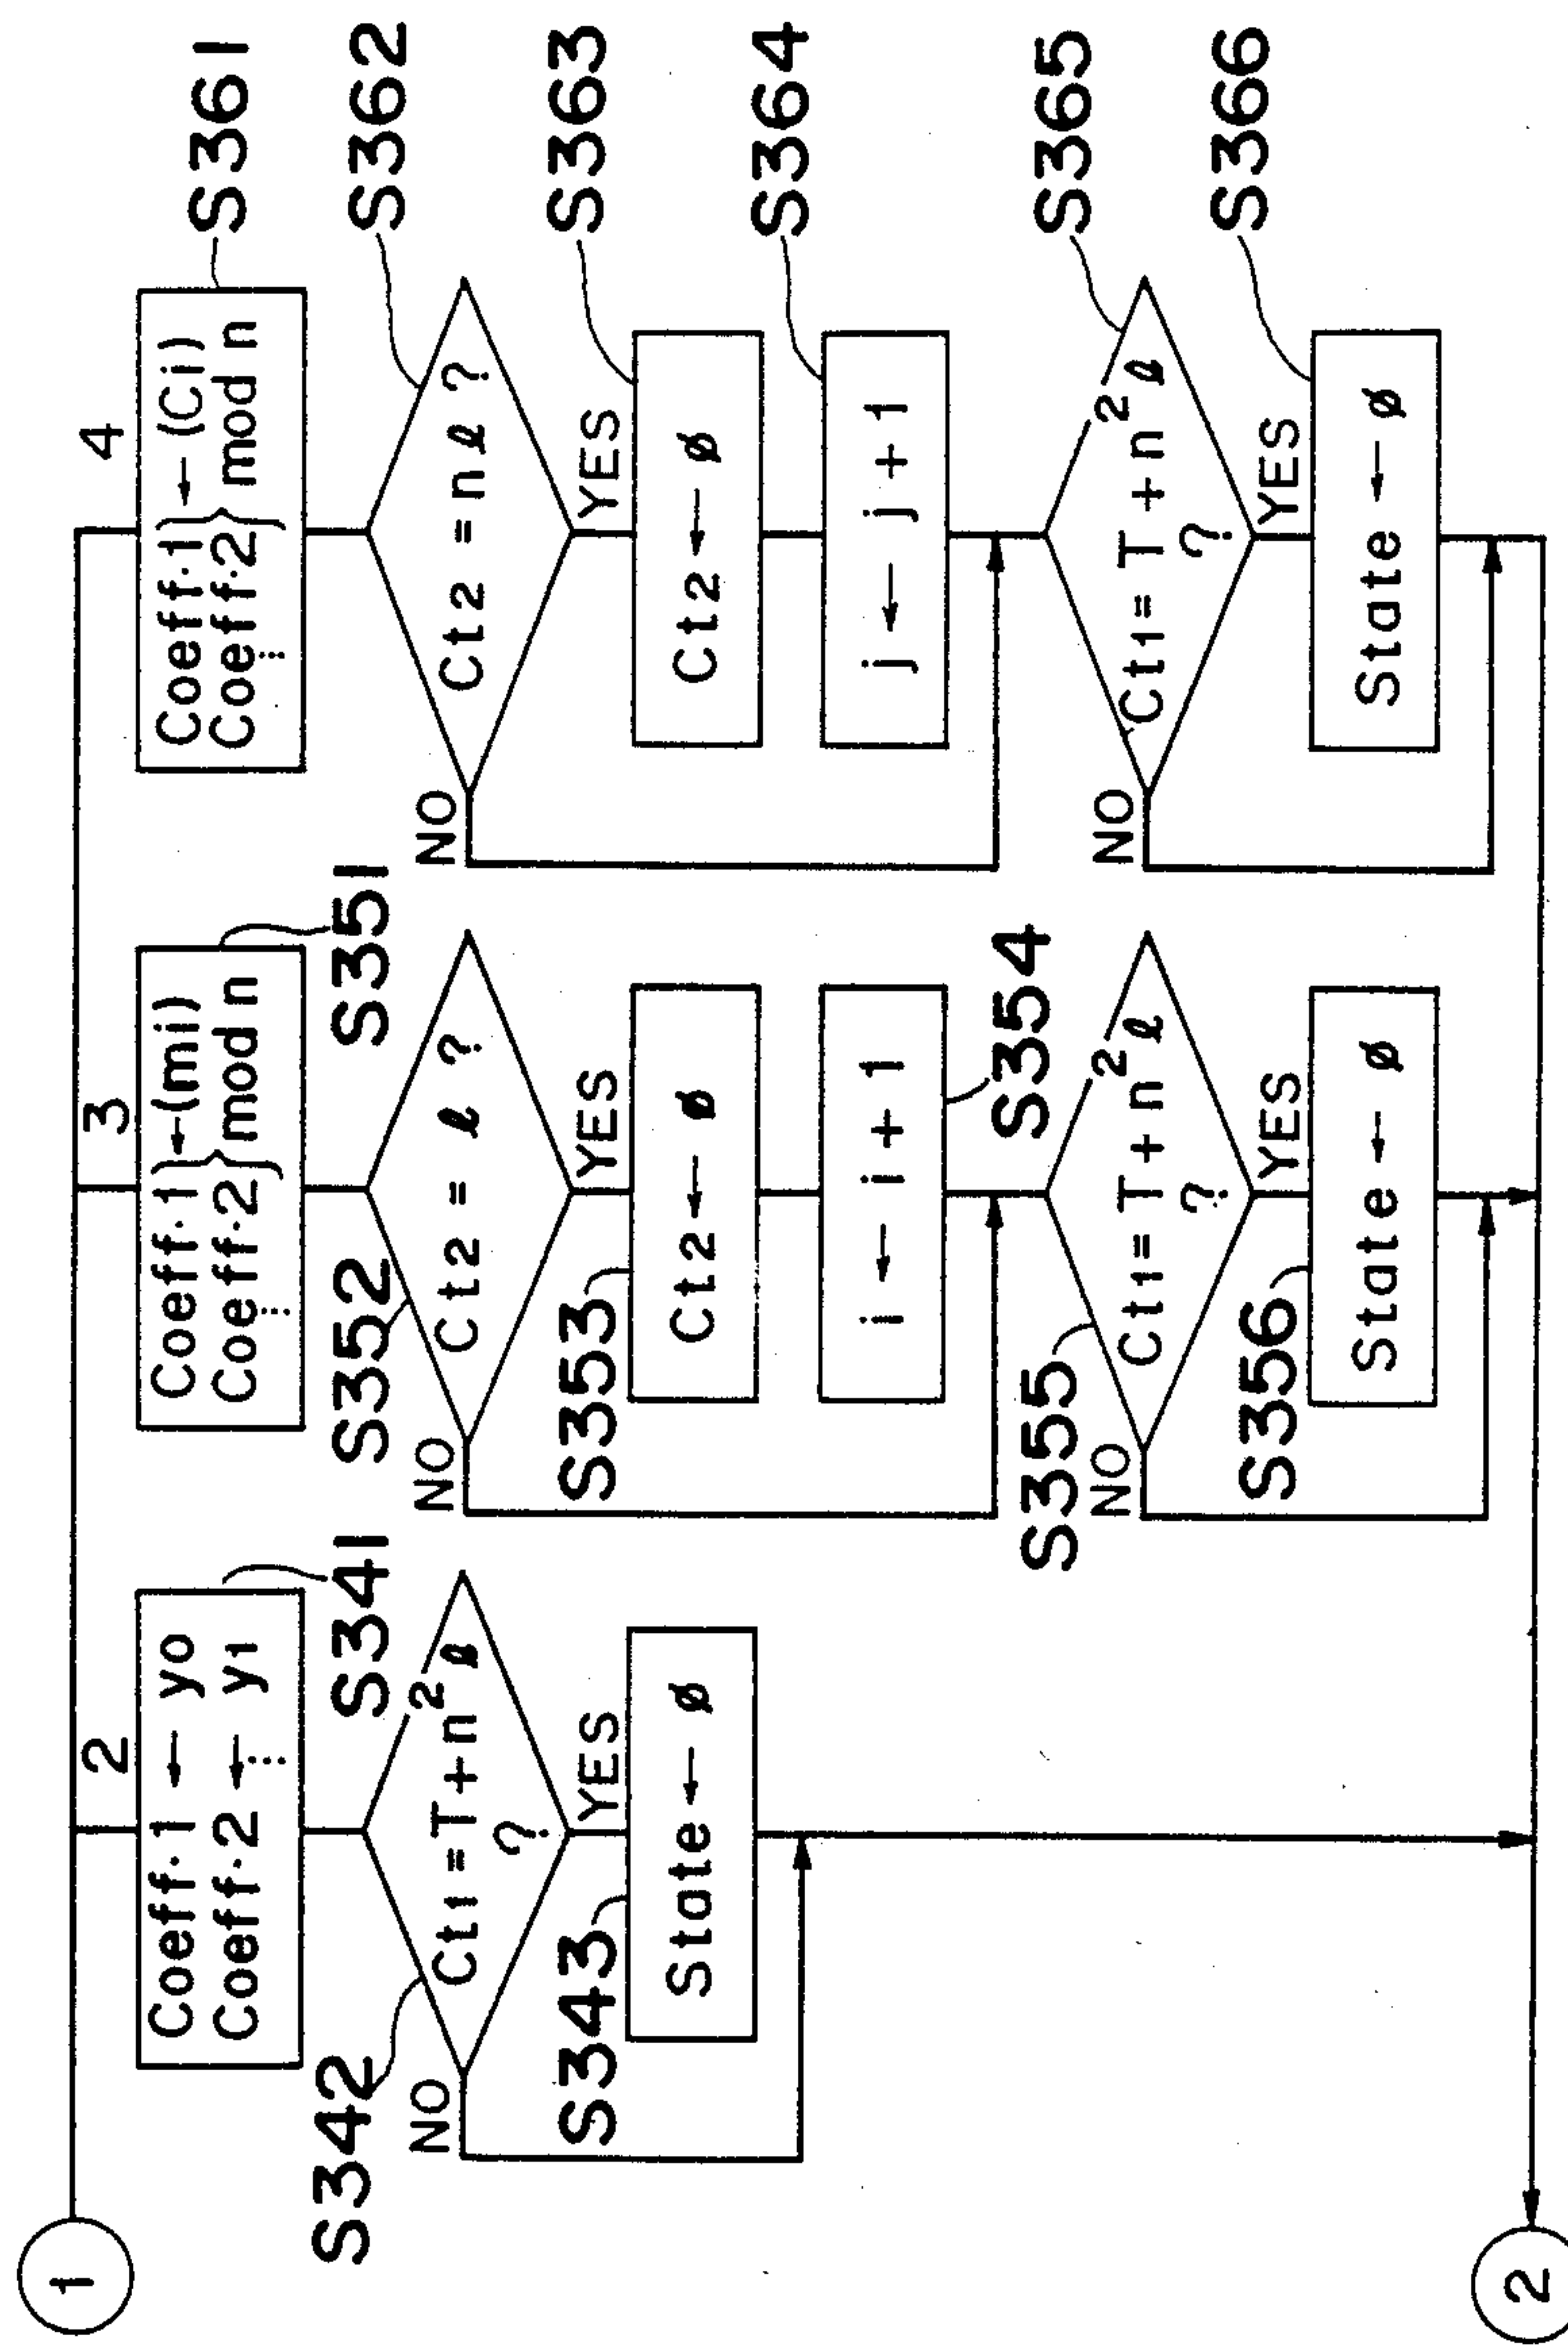 1
2
Coeff·1 ← y0
Coeff·2 ← y1
⋮
S341
S342
Ct1 = T + n²ℓ
?
NO
YES
S343
State ← ø
3
Coeff·1 } ← (mi)
Coeff·2 } mod n
⋮
S351
S352
Ct2 = ℓ ?
NO
YES
S353
Ct2 ← ø
i ← i + 1
S354
S355
Ct1 = T + n²ℓ
?
NO
YES
S356
State ← ø
4
Coeff·1 } ← (Ci)
Coeff·2 } mod n
⋮
S361
S362
Ct2 = nℓ ?
NO
YES
S363
Ct2 ← ø
S364
j ← j + 1
S365
Ct1 = T + n²ℓ
?
NO
YES
S366
State ← ø
2